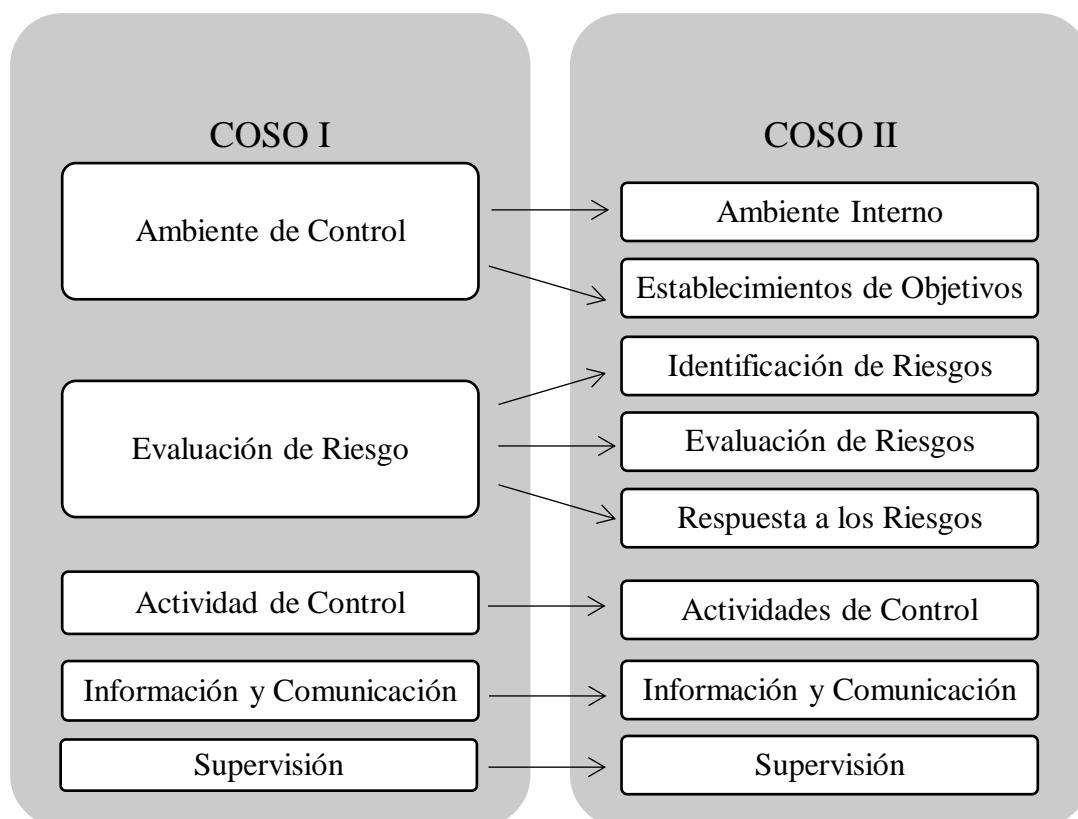 COSO I
Ambiente de Control
Evaluación de Riesgo
Actividad de Control
Información y Comunicación
Supervisión
COSO II
Ambiente Interno
Establecimientos de Objetivos
Identificación de Riesgos
Evaluación de Riesgos
Respuesta a los Riesgos
Actividades de Control
Información y Comunicación
Supervisión